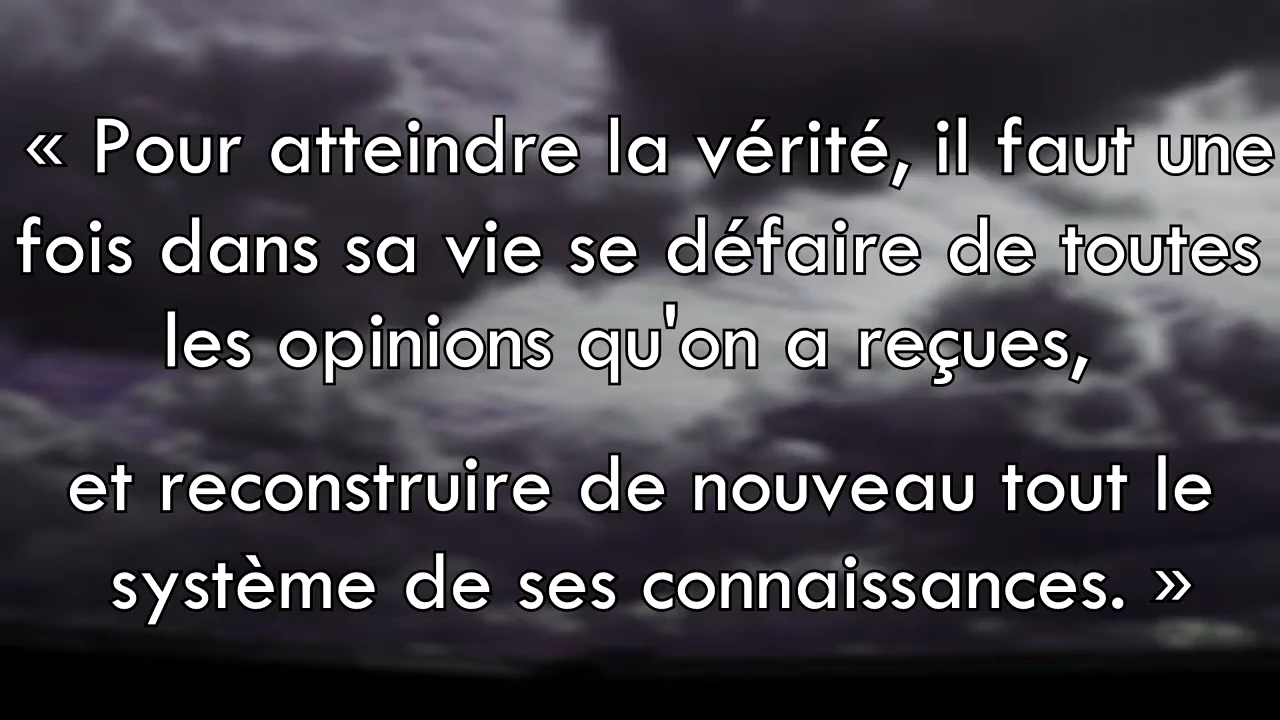 « Pour atteindre la vérité, il faut une
fois dans sa vie se défaire de toutes
les opinions qu'on a reçues,
et reconstruire de nouveau tout le
système de ses connaissances. »